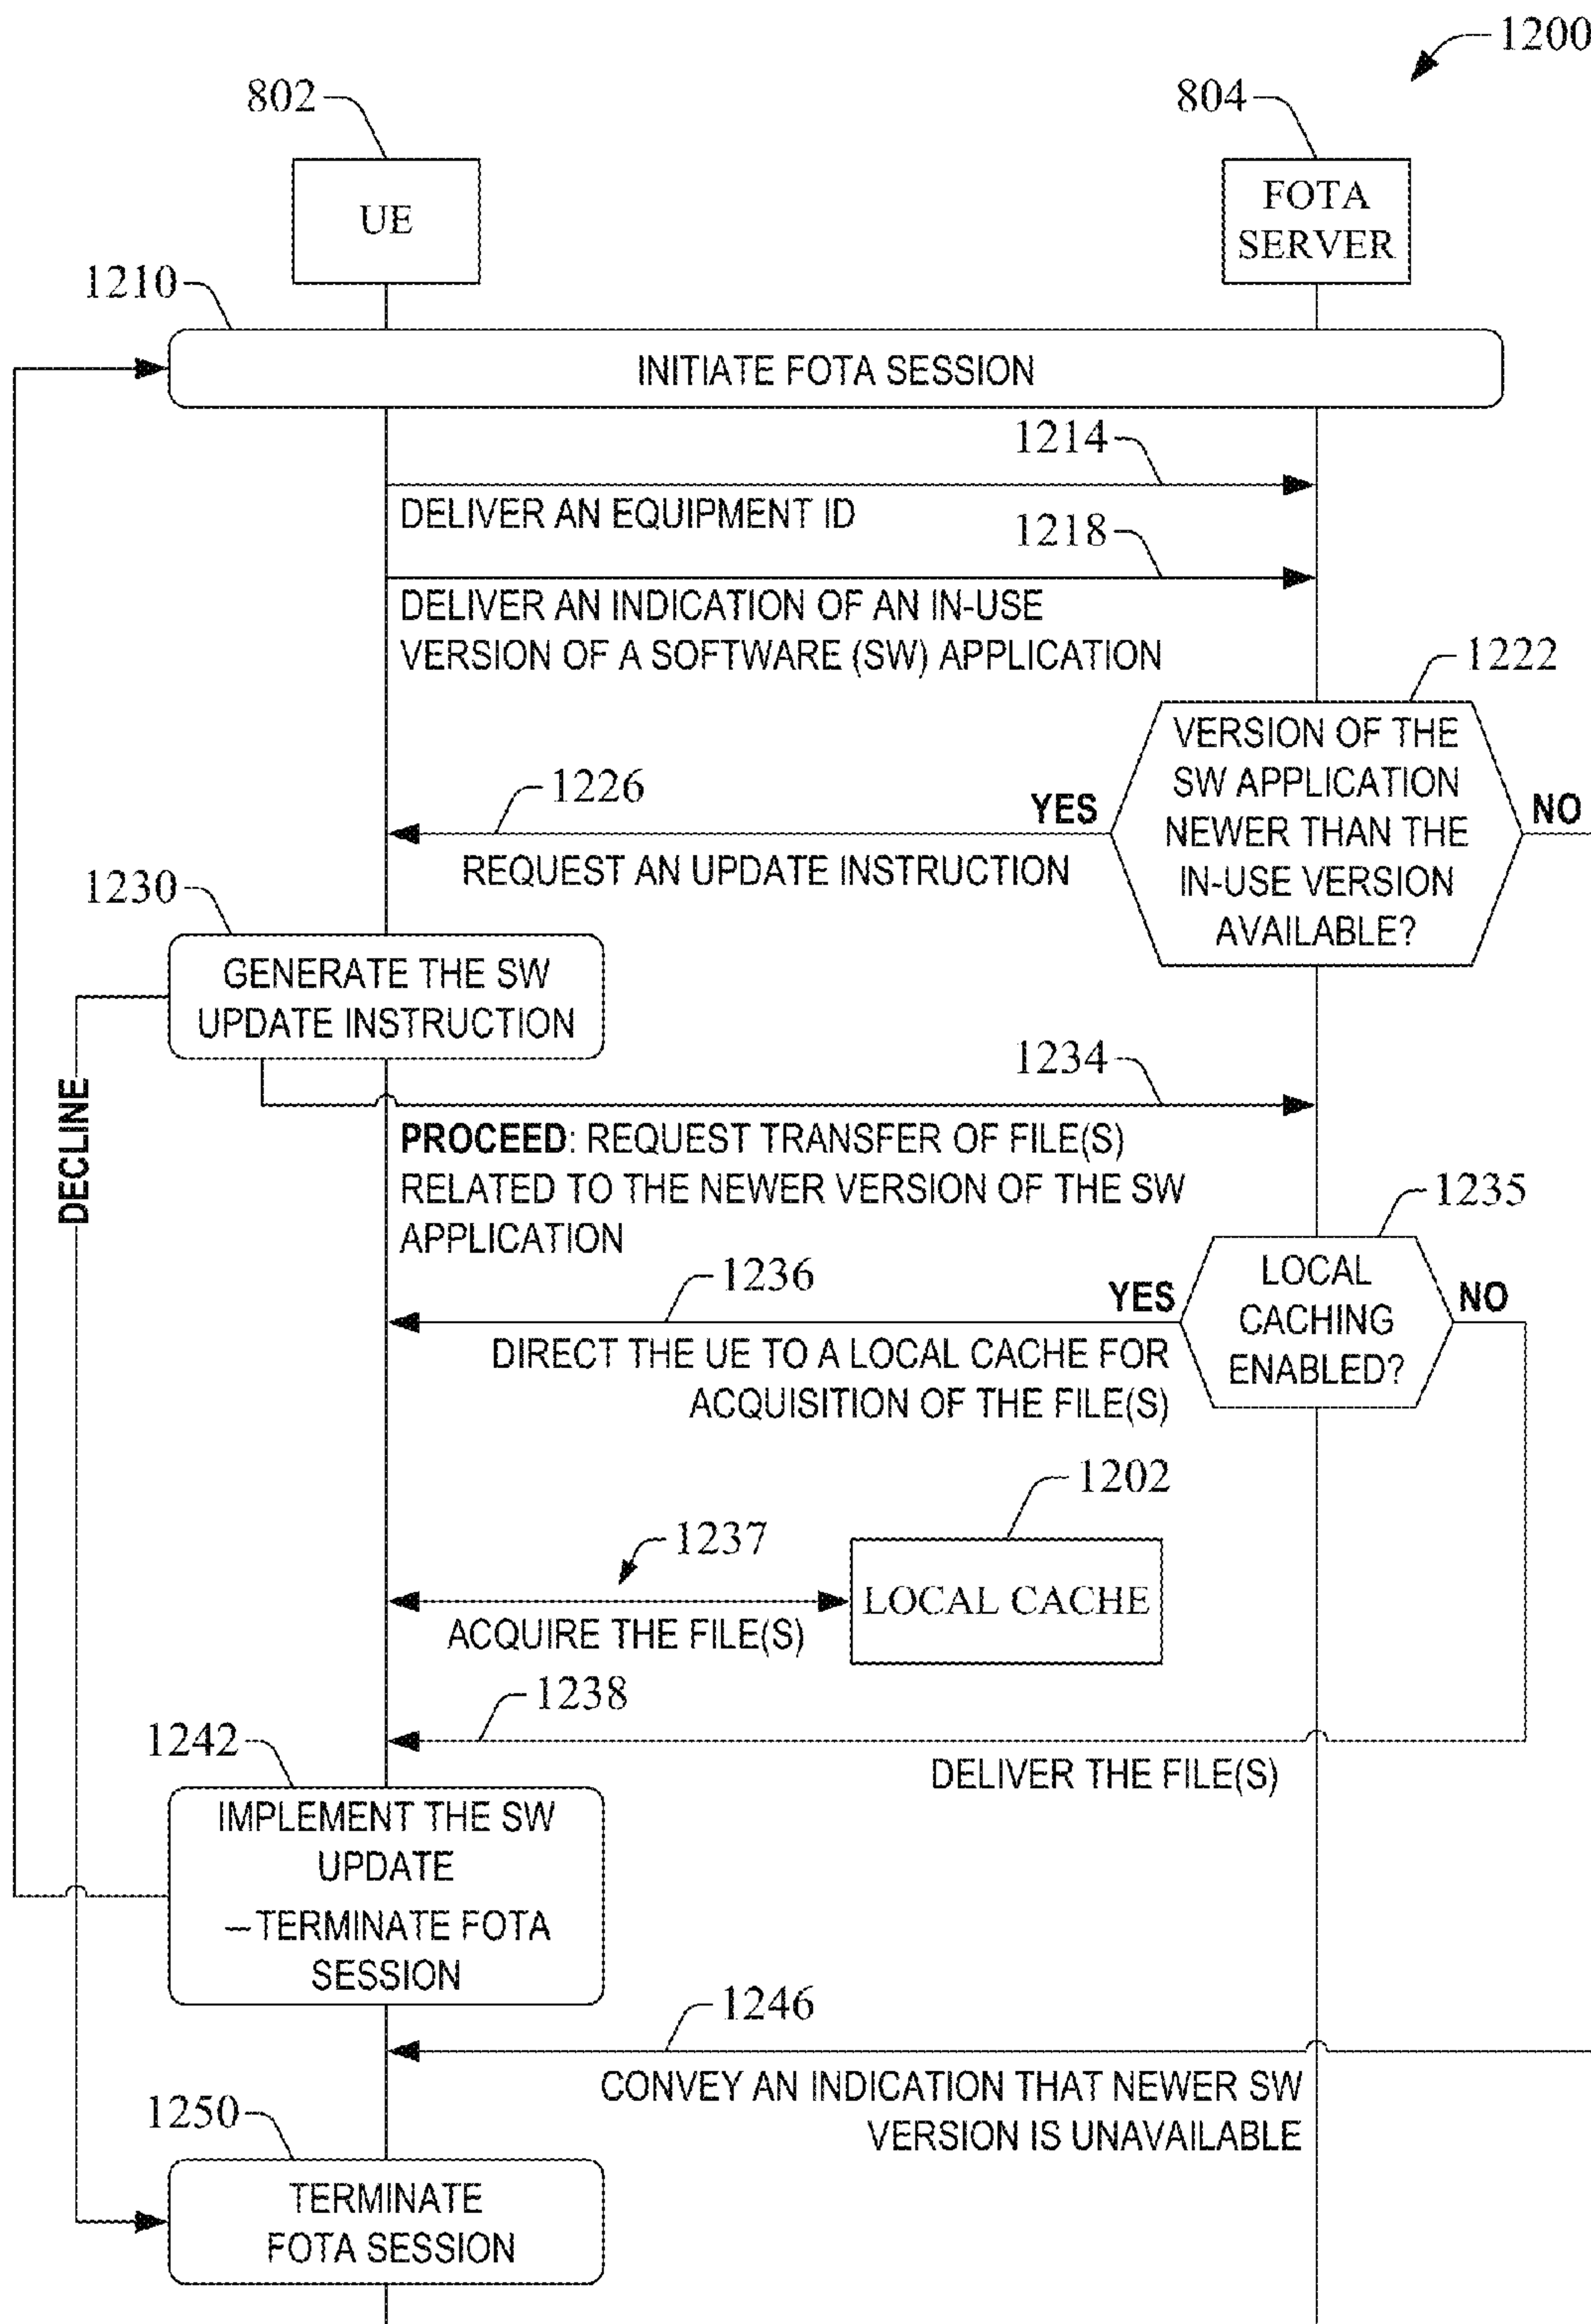 1200
802
804
UE
FOTA
SERVER
1210
INITIATE FOTA SESSION
1214
DELIVER AN EQUIPMENT ID
1218
DELIVER AN INDICATION OF AN IN-USE
VERSION OF A SOFTWARE (SW) APPLICATION
1222
VERSION OF THE
SW APPLICATION
NEWER THAN THE
IN-USE VERSION
AVAILABLE?
YES
NO
1226
REQUEST AN UPDATE INSTRUCTION
1230
GENERATE THE SW
UPDATE INSTRUCTION
DECLINE
1234
PROCEED: REQUEST TRANSFER OF FILE(S)
RELATED TO THE NEWER VERSION OF THE SW
APPLICATION
1235
LOCAL
CACHING
ENABLED?
YES
NO
1236
DIRECT THE UE TO A LOCAL CACHE FOR
ACQUISITION OF THE FILE(S)
1202
1237
LOCAL CACHE
ACQUIRE THE FILE(S)
1238
DELIVER THE FILE(S)
1242
IMPLEMENT THE SW
UPDATE
—TERMINATE FOTA
SESSION
1246
CONVEY AN INDICATION THAT NEWER SW
VERSION IS UNAVAILABLE
1250
TERMINATE
FOTA SESSION